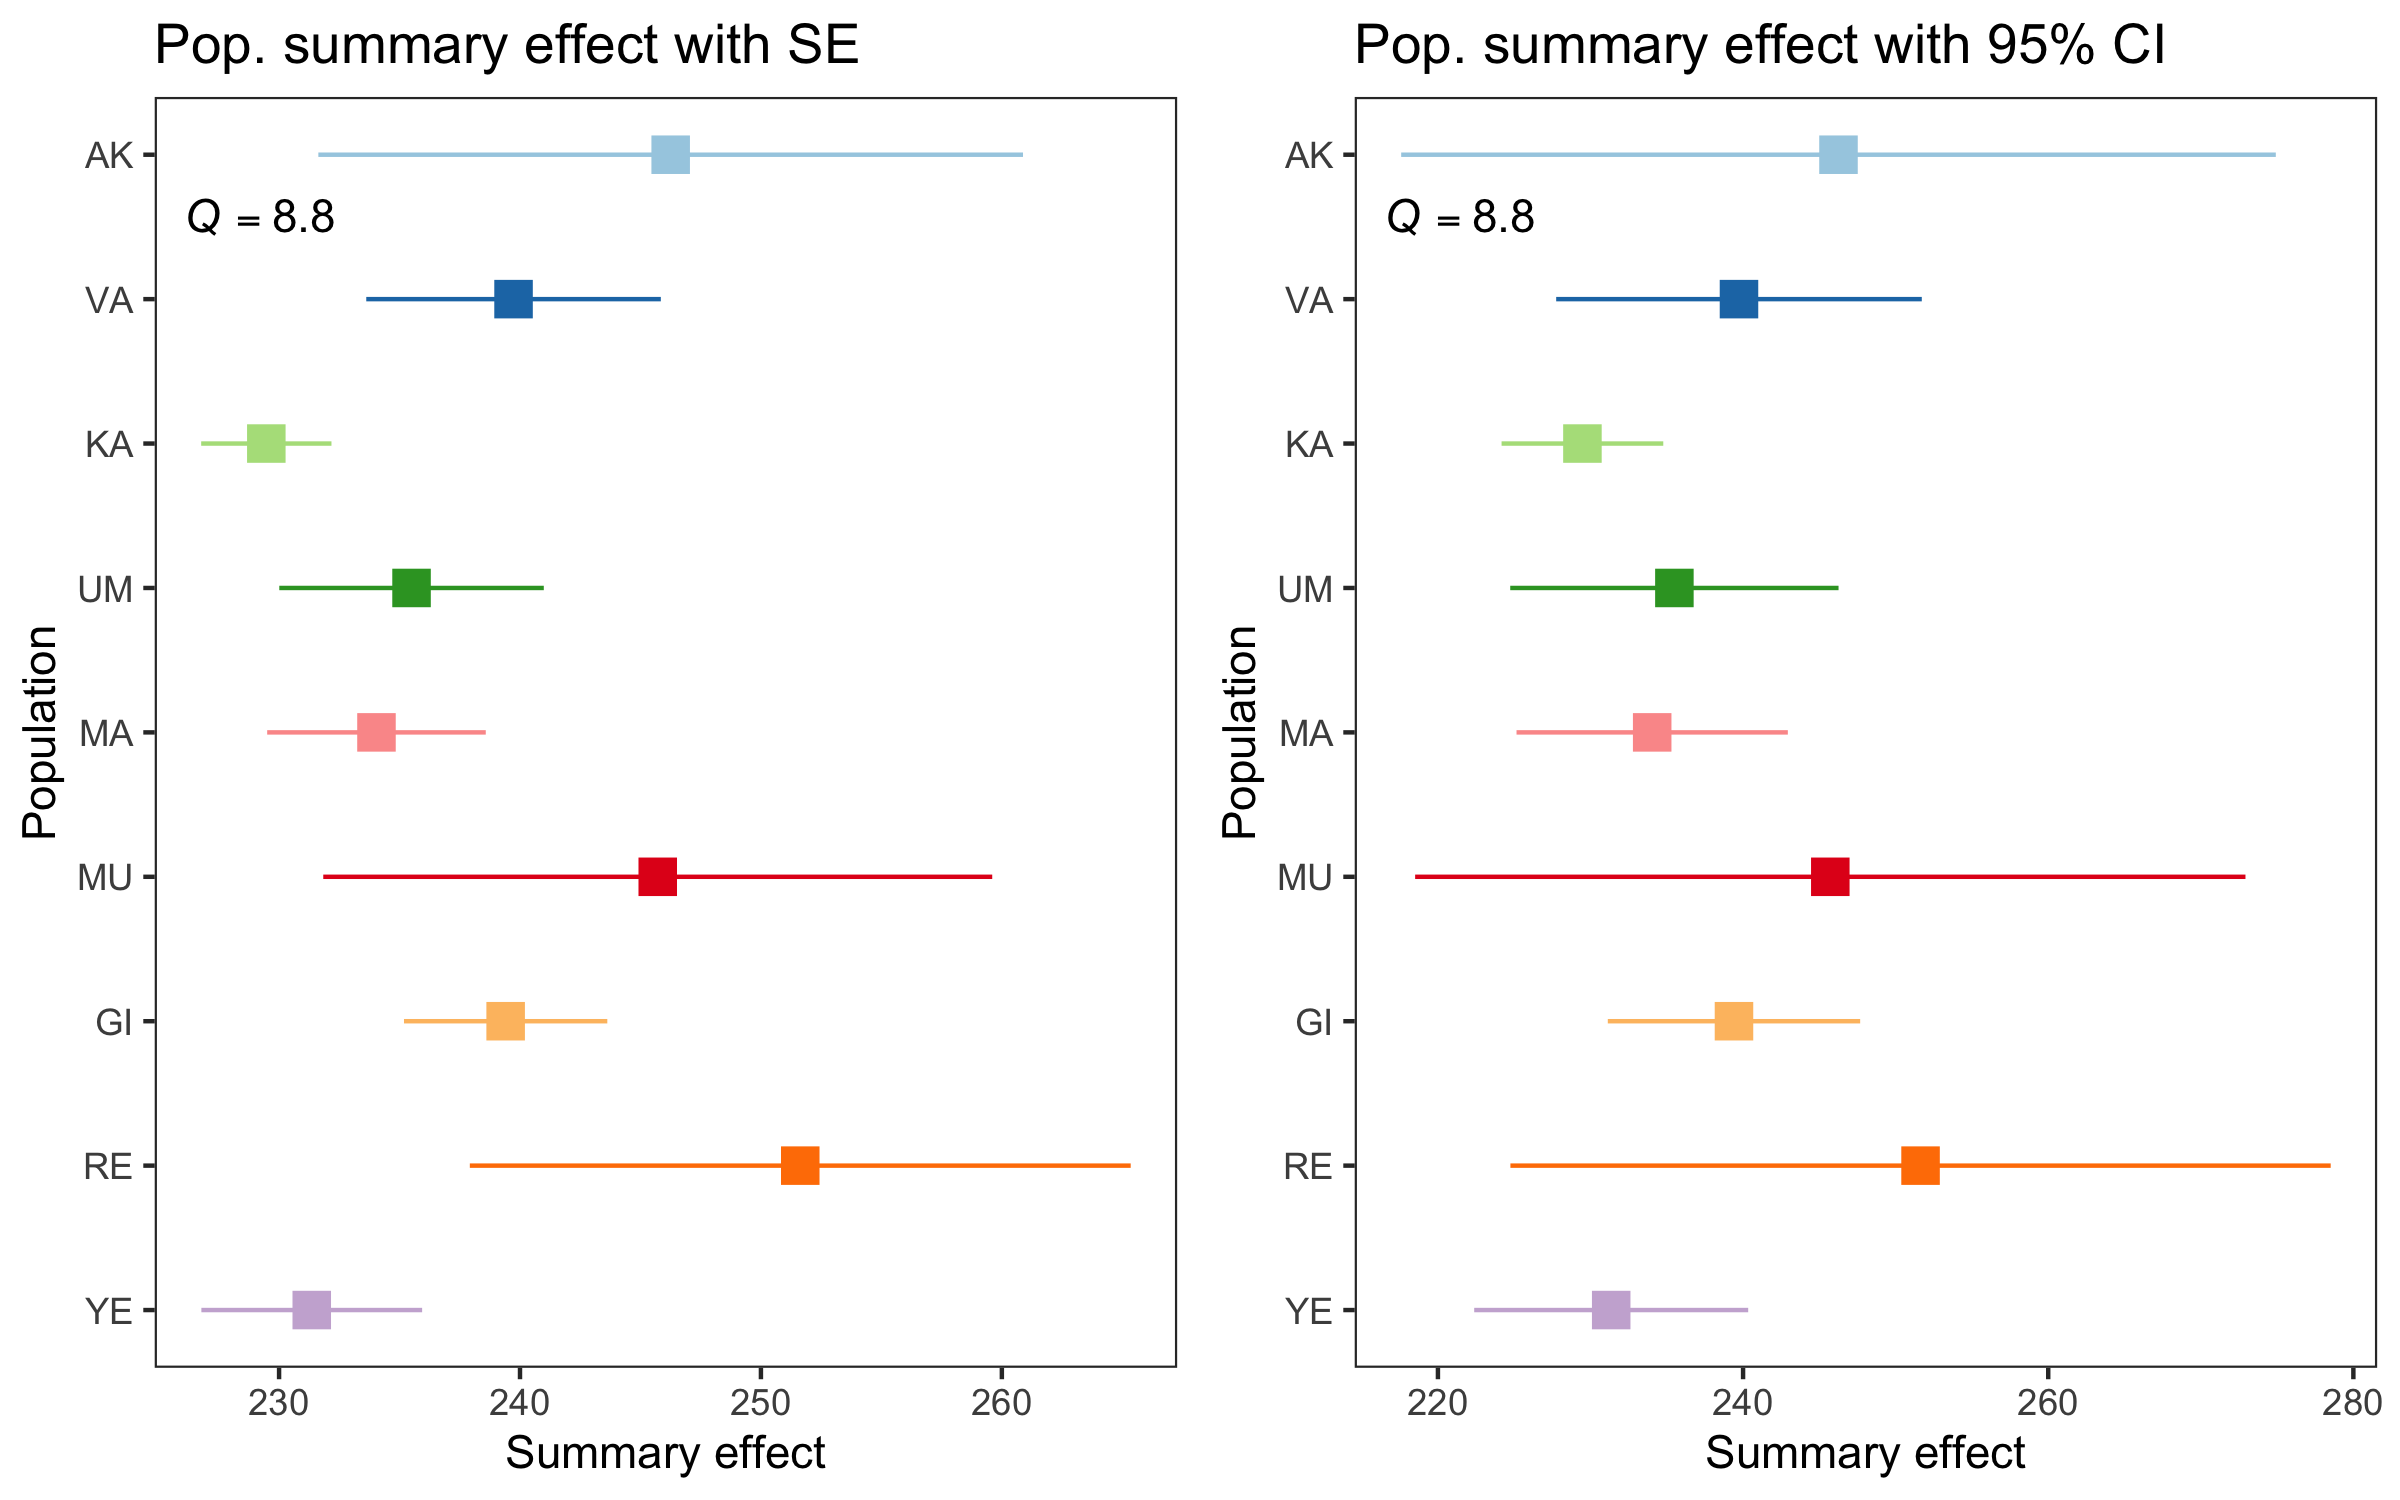 Pop. summary effect with SE
AK
Q = 8.8
VA
KA
UM
MA
MU
GI
RE
YE
Population
230 240 250 260
Summary effect
Pop. summary effect with 95% CI
AK
Q = 8.8
VA
KA
UM
MA
MU
GI
RE
YE
Population
220 240 260 280
Summary effect